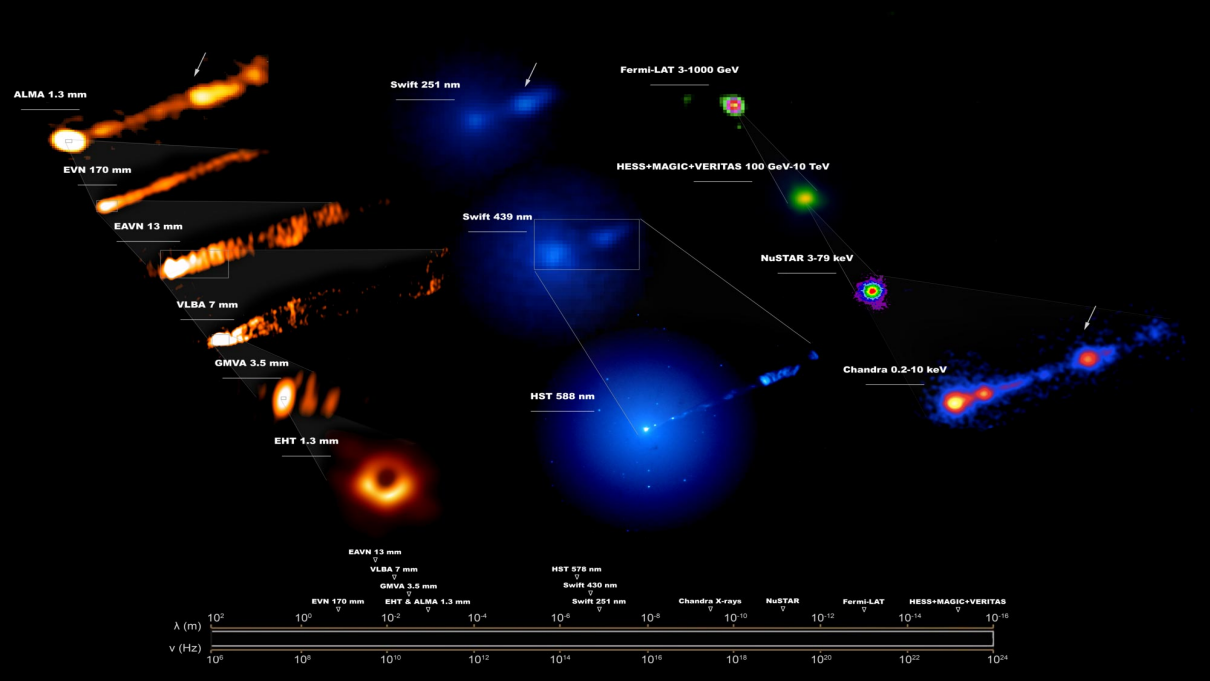 ALMA 1.3 mm
EVN 170 mm
EAVN 13 mm
VLBA 7 mm
GMVA 3.5 mm
EHT 1.3 mm
Swift 251 nm
Swift 439 nm
HST 588 nm
Fermi-LAT 3-1000 GeV
HESS+MAGIC+VERITAS 100 GeV-10 TeV
NuSTAR 3-79 keV
Chandra 0.2-10 keV
EAVN 13 mm
VLBA 7 mm HST 578 nm
GMVA 3.5 mm Swift 430 nm
EVN 170 mm EHT & ALMA 1.3 mm Swift 251 nm Chandra X-rays NuSTAR Fermi-LAT HESS+MAGIC+VERITAS
10² 10⁰ 10⁻² 10⁻⁴ 10⁻⁶ 10⁻⁸ 10⁻¹⁰ 10⁻¹² 10⁻¹⁴ 10⁻¹⁶
λ (m)
ν (Hz)
10⁶ 10⁸ 10¹⁰ 10¹² 10¹⁴ 10¹⁶ 10¹⁸ 10²⁰ 10²² 10²⁴